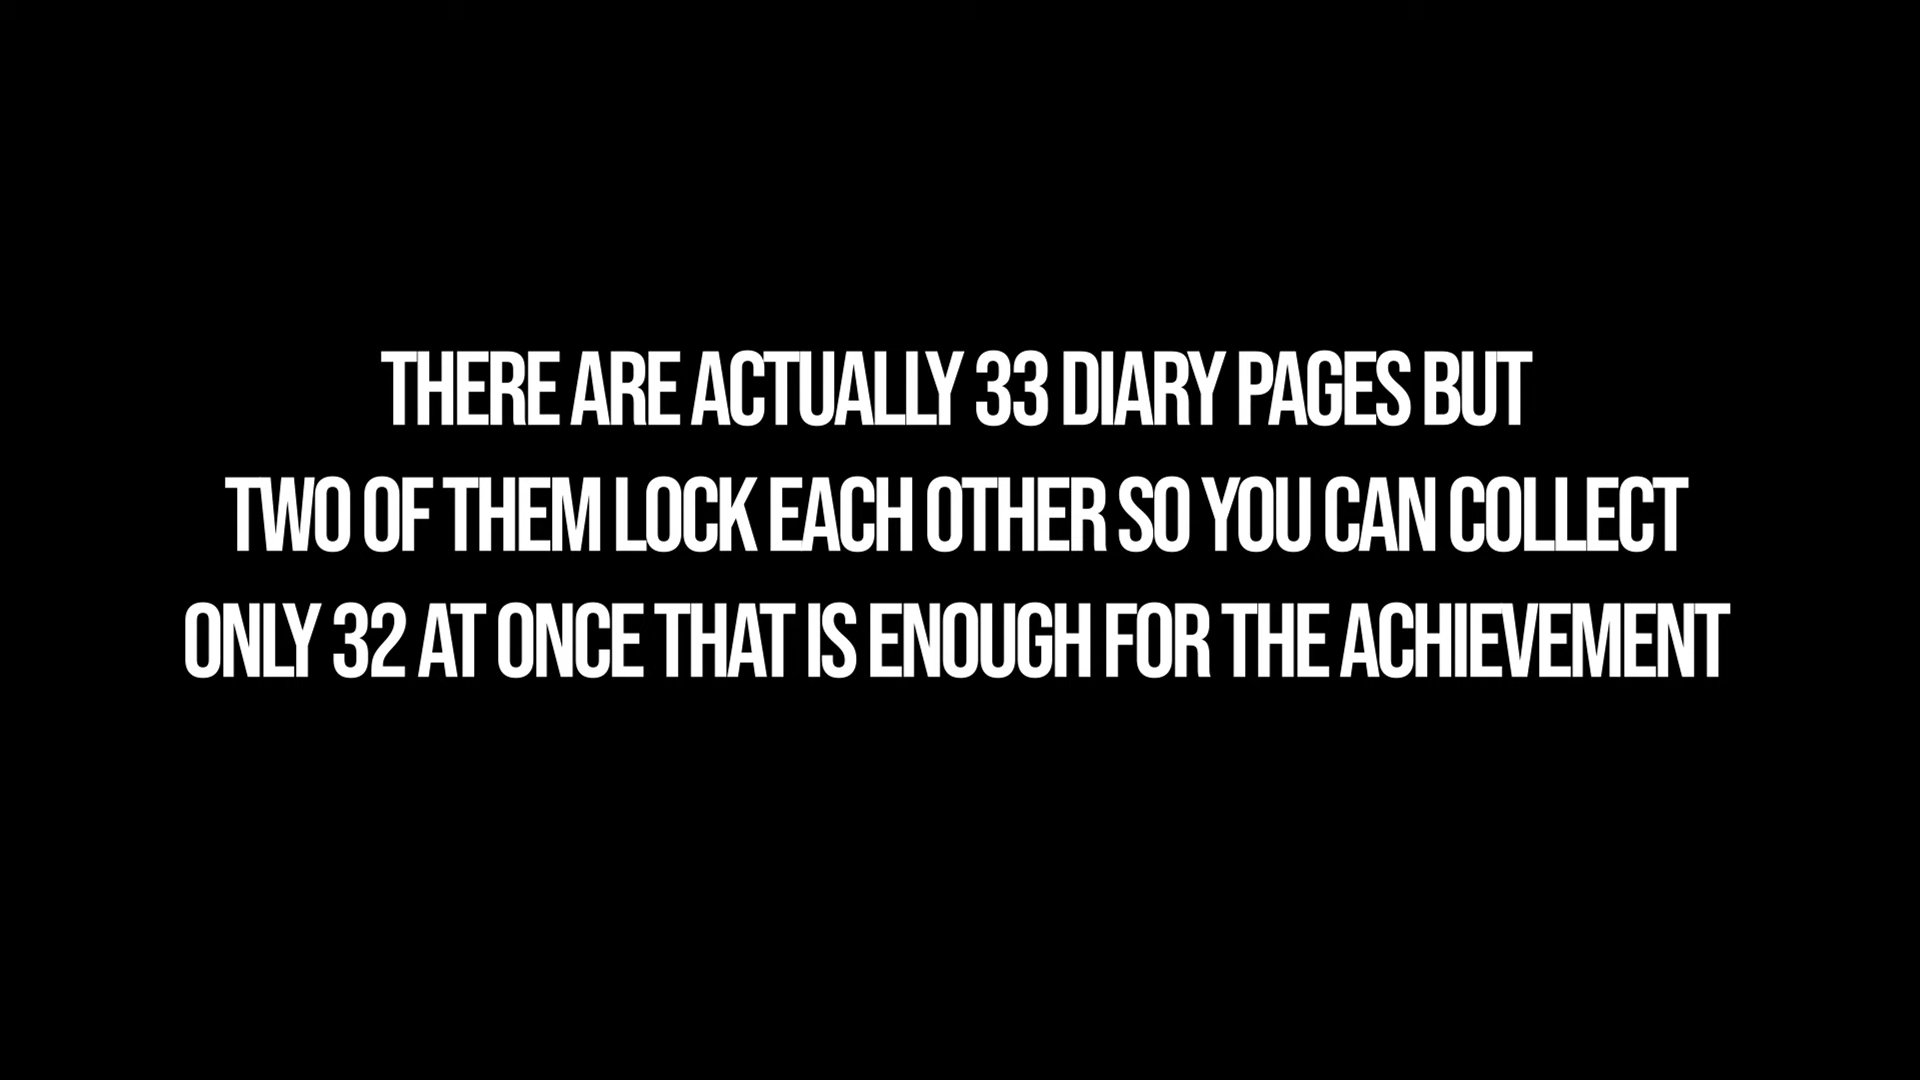 THERE ARE ACTUALLY 33 DIARY PAGES BUT
TWO OF THEM LOCK EACH OTHER SO YOU CAN COLLECT
ONLY 32 AT ONCE THAT IS ENOUGH FOR THE ACHIEVEMENT